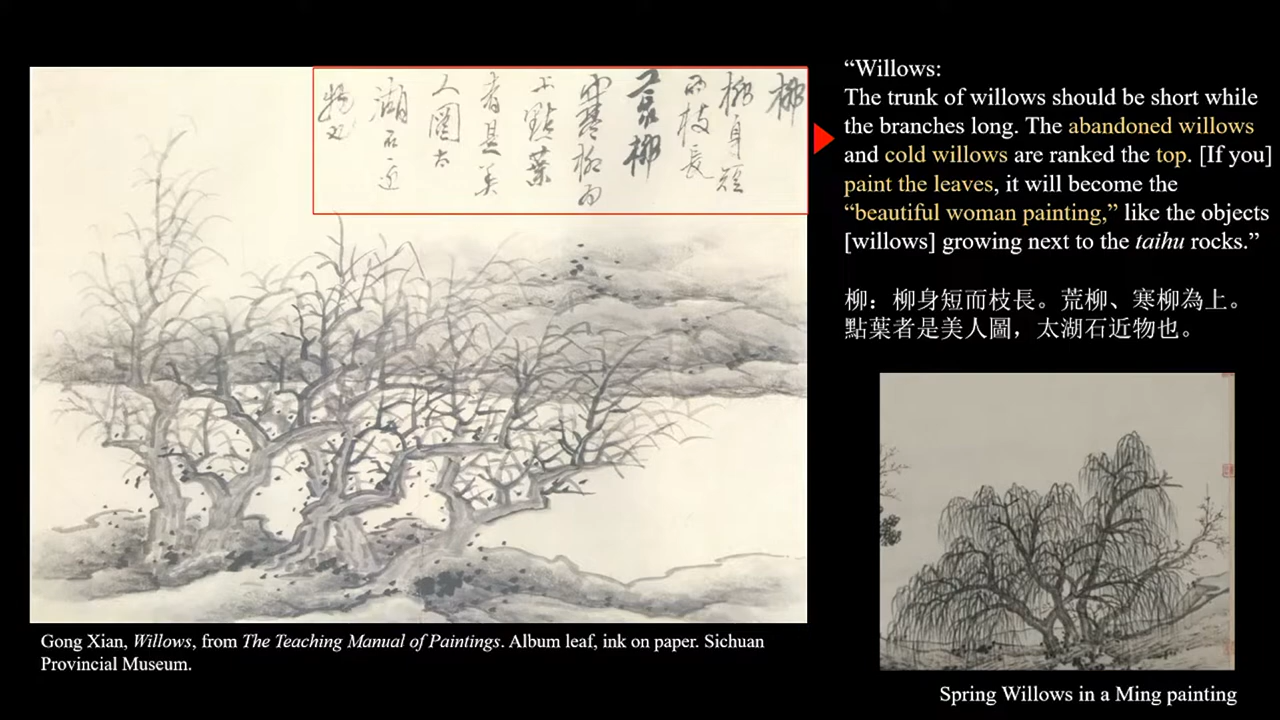 柳
柳身短
而枝長
荒柳
寒柳為
上點葉
者是美
人圖太
湖石近
物也
“Willows:
The trunk of willows should be short while
the branches long. The abandoned willows
and cold willows are ranked the top. [If you]
paint the leaves, it will become the
“beautiful woman painting,” like the objects
[willows] growing next to the taihu rocks.”
柳：柳身短而枝長。荒柳、寒柳為上。
點葉者是美人圖，太湖石近物也。
Gong Xian, Willows, from The Teaching Manual of Paintings. Album leaf, ink on paper. Sichuan
Provincial Museum.
Spring Willows in a Ming painting